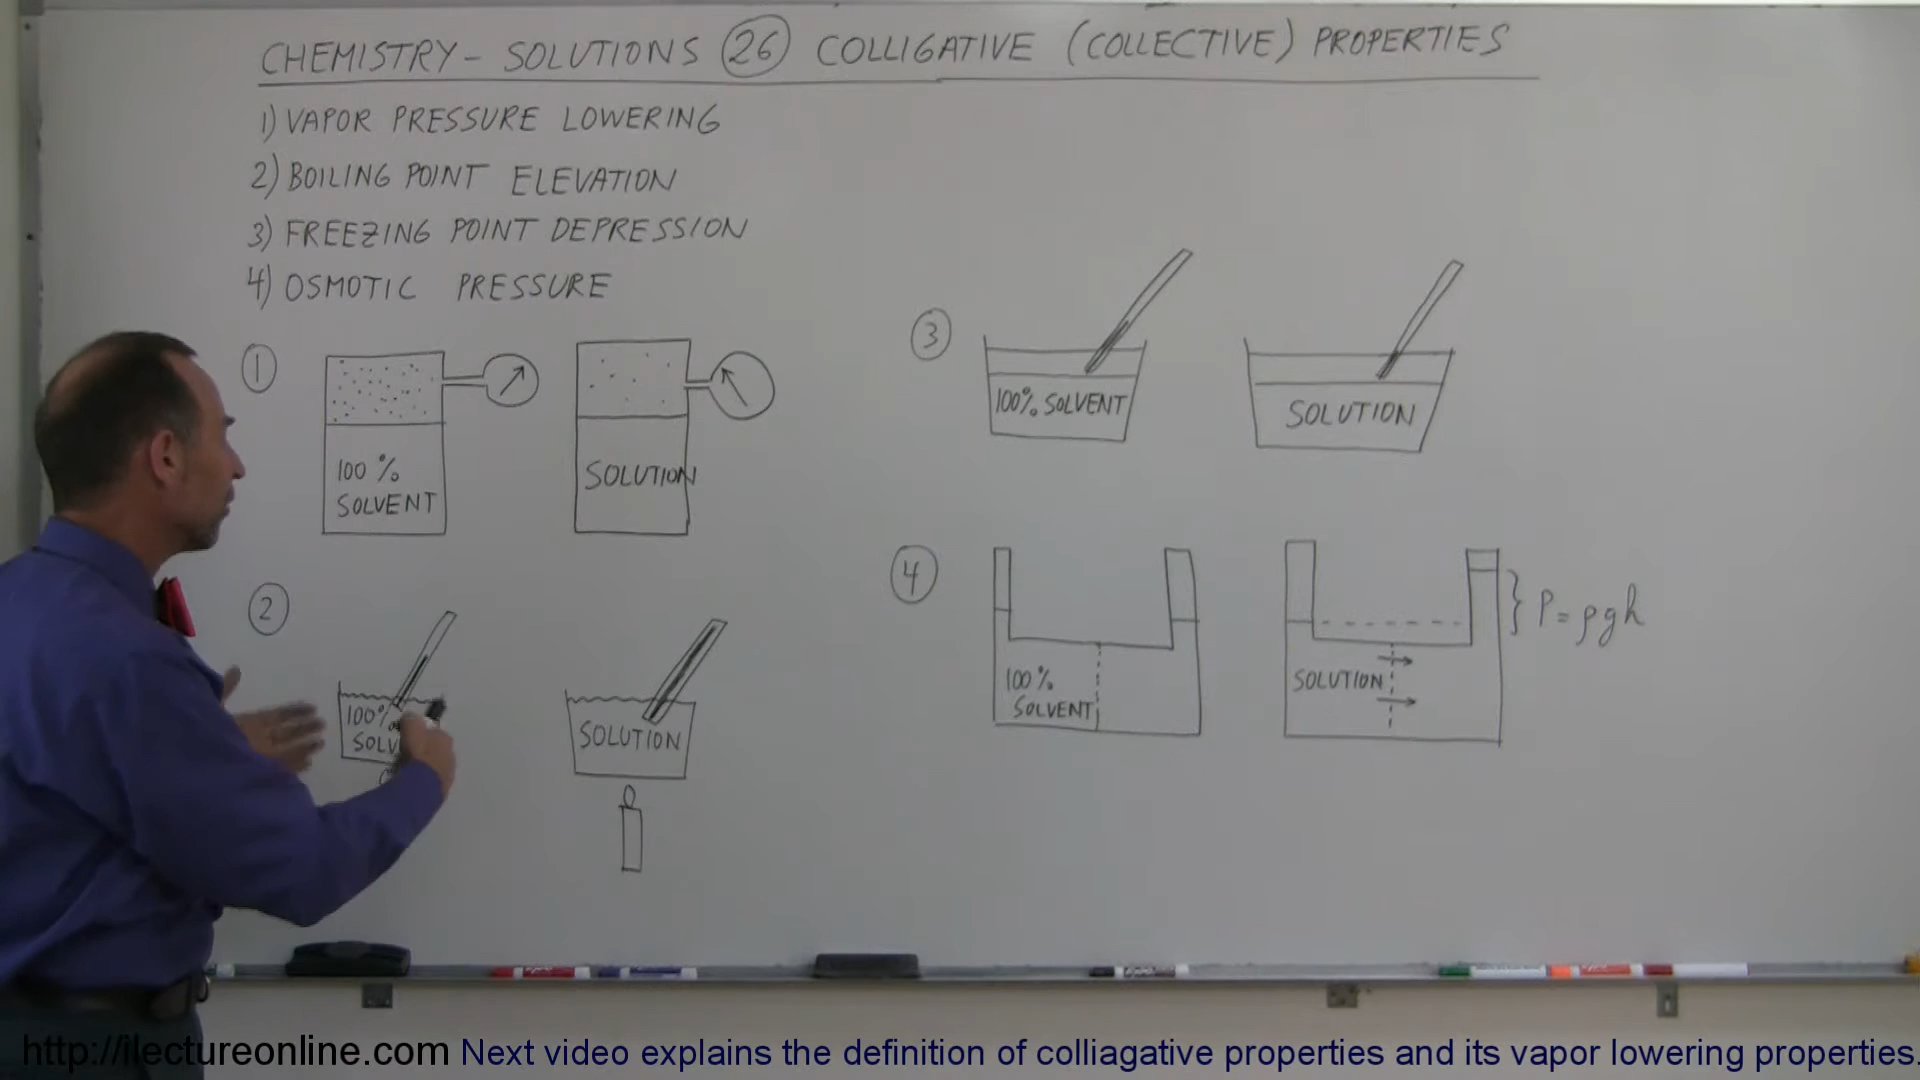 CHEMISTRY – SOLUTIONS 26 COLLIGATIVE (COLLECTIVE) PROPERTIES
1) VAPOR PRESSURE LOWERING
2) BOILING POINT ELEVATION
3) FREEZING POINT DEPRESSION
4) OSMOTIC PRESSURE
1
100 %
SOLVENT
SOLUTION
2
100%
SOLV
SOLUTION
3
100% SOLVENT
SOLUTION
4
100 %
SOLVENT
SOLUTION
} P = ρgh
http://ilectureonline.com Next video explains the definition of colliagative properties and its vapor lowering properties.